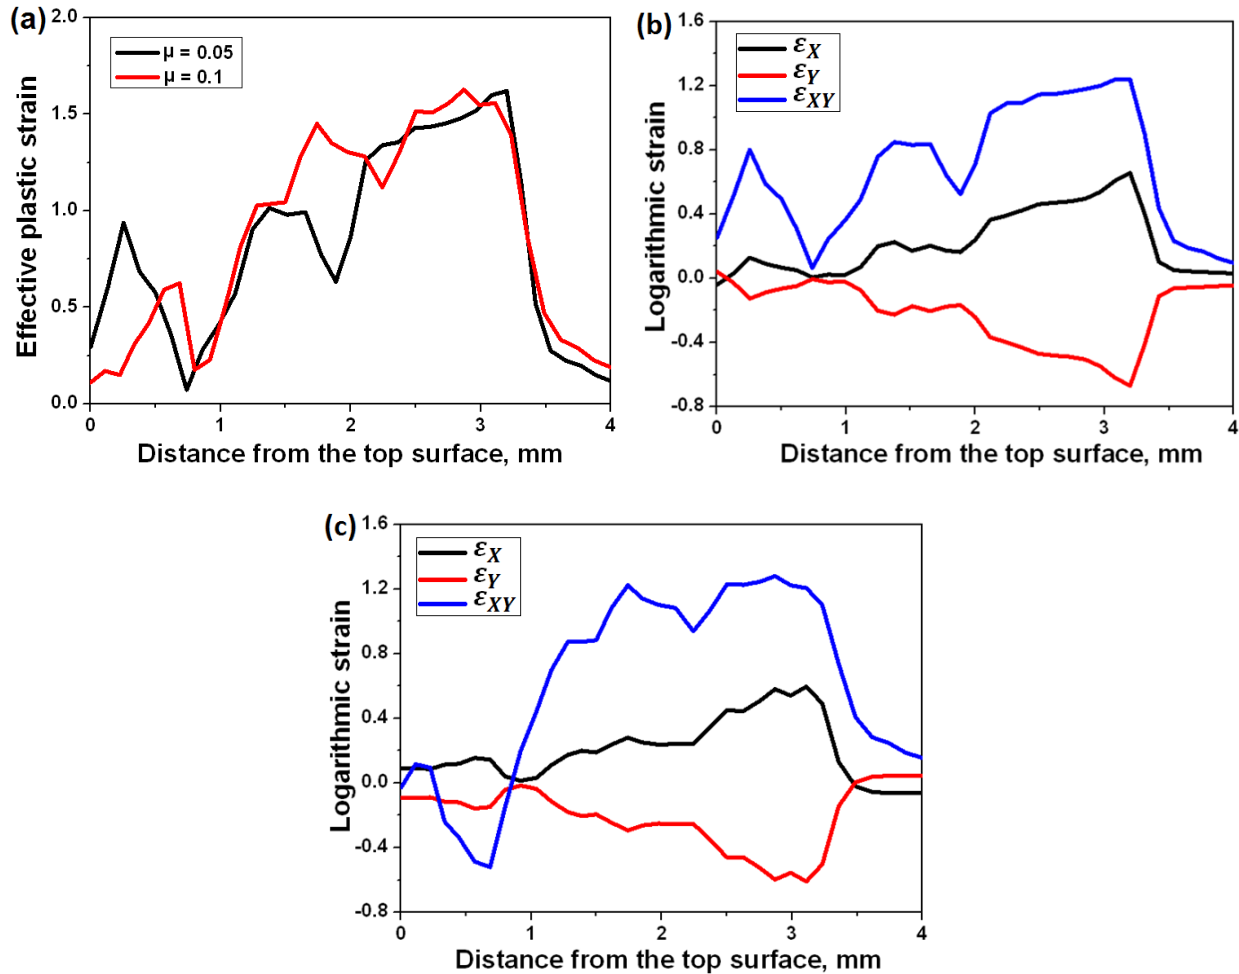 (a)
2.0
1.5
1.0
0.5
0.0
μ = 0.05
μ = 0.1
Effective plastic strain
0 1 2 3 4
Distance from the top surface, mm
(b)
1.6
1.2
0.8
0.4
0.0
-0.4
-0.8
εX
εY
εXY
Logarithmic strain
0 1 2 3 4
Distance from the top surface, mm
(c)
1.6
1.2
0.8
0.4
0.0
-0.4
-0.8
εX
εY
εXY
Logarithmic strain
0 1 2 3 4
Distance from the top surface, mm